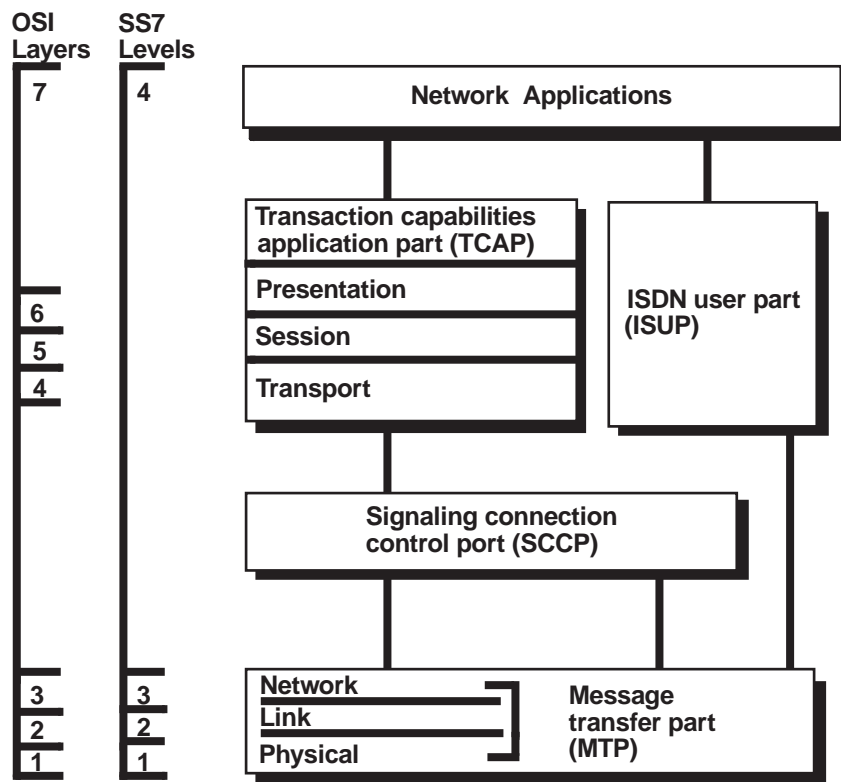 OSI
Layers
SS7
Levels
7
4
Network Applications
Transaction capabilities
application part (TCAP)
Presentation
Session
Transport
ISDN user part
(ISUP)
6
5
4
Signaling connection
control port (SCCP)
3
2
1
3
2
1
Network
Link
Physical
Message
transfer part
(MTP)